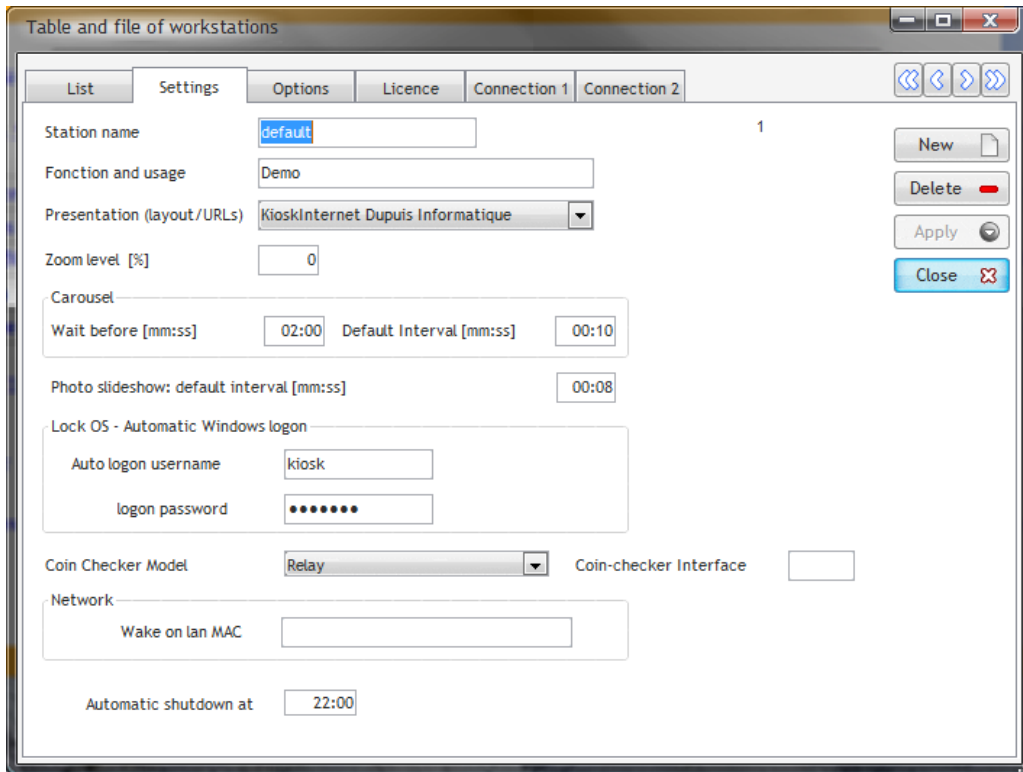 Table and file of workstations
List Settings Options Licence Connection 1 Connection 2
Station name default 1
New
Fonction and usage Demo
Delete
Presentation (layout/URLs) KioskInternet Dupuis Informatique
Apply
Zoom level [%] 0
Close
Carousel
Wait before [mm:ss] 02:00 Default Interval [mm:ss] 00:10
Photo slideshow: default interval [mm:ss] 00:08
Lock OS - Automatic Windows logon
Auto logon username kiosk
logon password •••••••
Coin Checker Model Relay Coin-checker Interface
Network
Wake on lan MAC
Automatic shutdown at 22:00